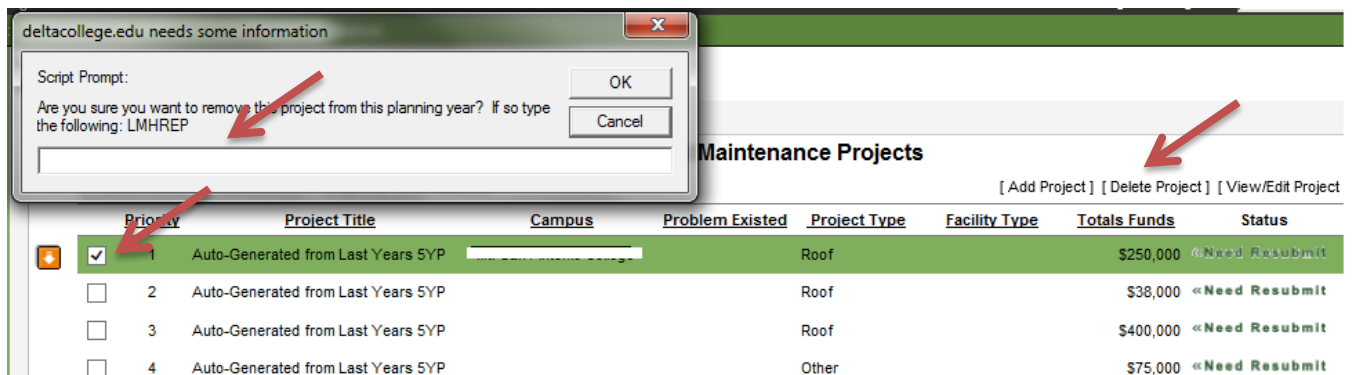 deltacollege.edu needs some information
Script Prompt:
OK
Are you sure you want to remove this project from this planning year? If so type
the following: LMHREP
Cancel
Maintenance Projects
[ Add Project ] [ Delete Project ] [ View/Edit Project
Priority Project Title Campus Problem Existed Project Type Facility Type Totals Funds Status
1 Auto-Generated from Last Years 5YP Roof $250,000 «Need Resubmit
2 Auto-Generated from Last Years 5YP Roof $38,000 «Need Resubmit
3 Auto-Generated from Last Years 5YP Roof $400,000 «Need Resubmit
4 Auto-Generated from Last Years 5YP Other $75,000 «Need Resubmit